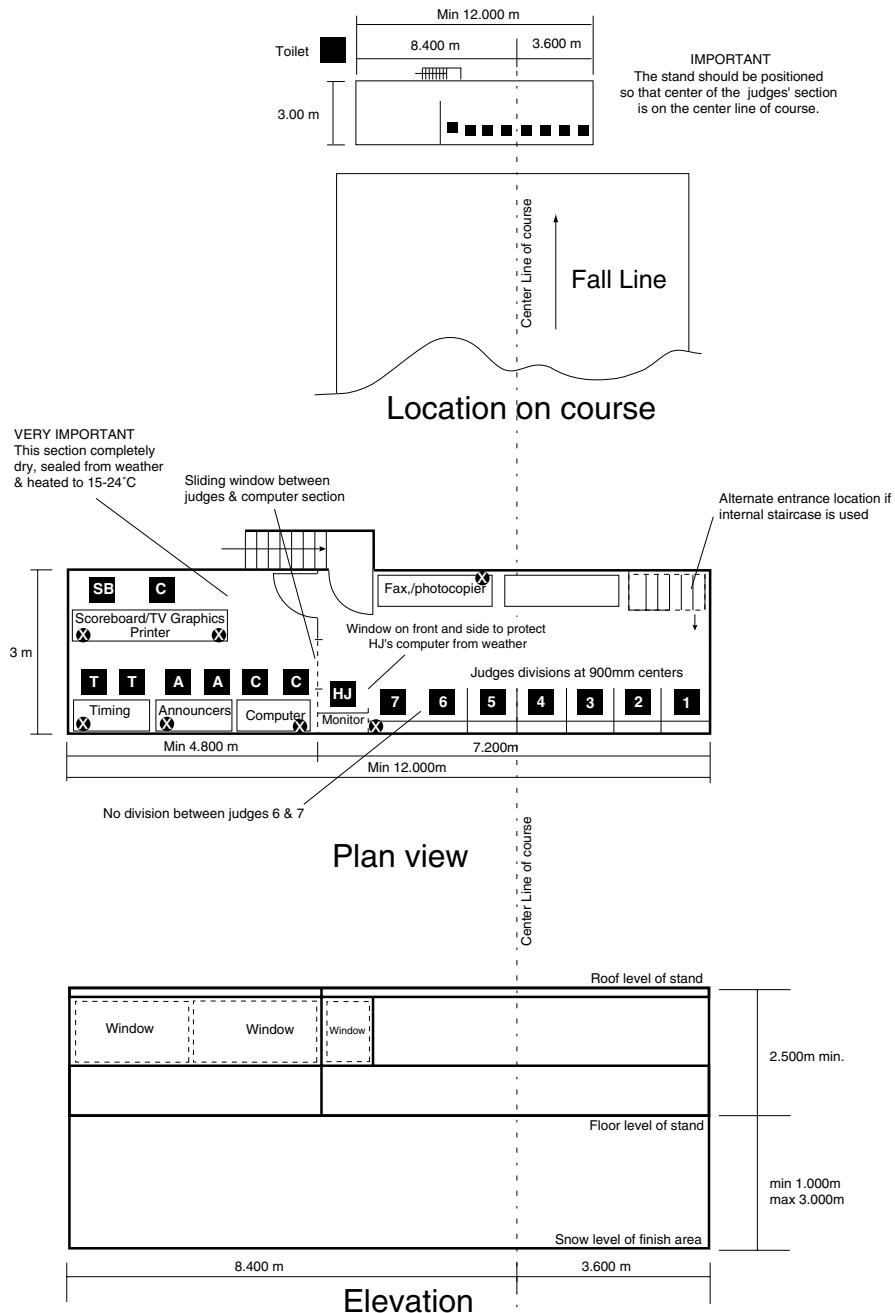 Min 12.000 m
Toilet
8.400 m
3.600 m
IMPORTANT
The stand should be positioned
so that center of the judges' section
is on the center line of course.
3.00 m
Center Line of course
Fall Line
Location on course
VERY IMPORTANT
This section completely
dry, sealed from weather
& heated to 15-24˚C
Sliding window between
judges & computer section
Alternate entrance location if
internal staircase is used
SB
C
Fax,/photocopier
X
Scoreboard/TV Graphics
Printer
X
X
Window on front and side to protect
HJ's computer from weather
3 m
Judges divisions at 900mm centers
T
T
A
A
C
C
HJ
7
6
5
4
3
2
1
Timing
Announcers
Computer
Monitor
X
X
X
X
Min 4.800 m
7.200m
Min 12.000m
No division between judges 6 & 7
Plan view
Center Line of course
Roof level of stand
Window
Window
Window
2.500m min.
Floor level of stand
min 1.000m
max 3.000m
Snow level of finish area
8.400 m
3.600 m
Elevation